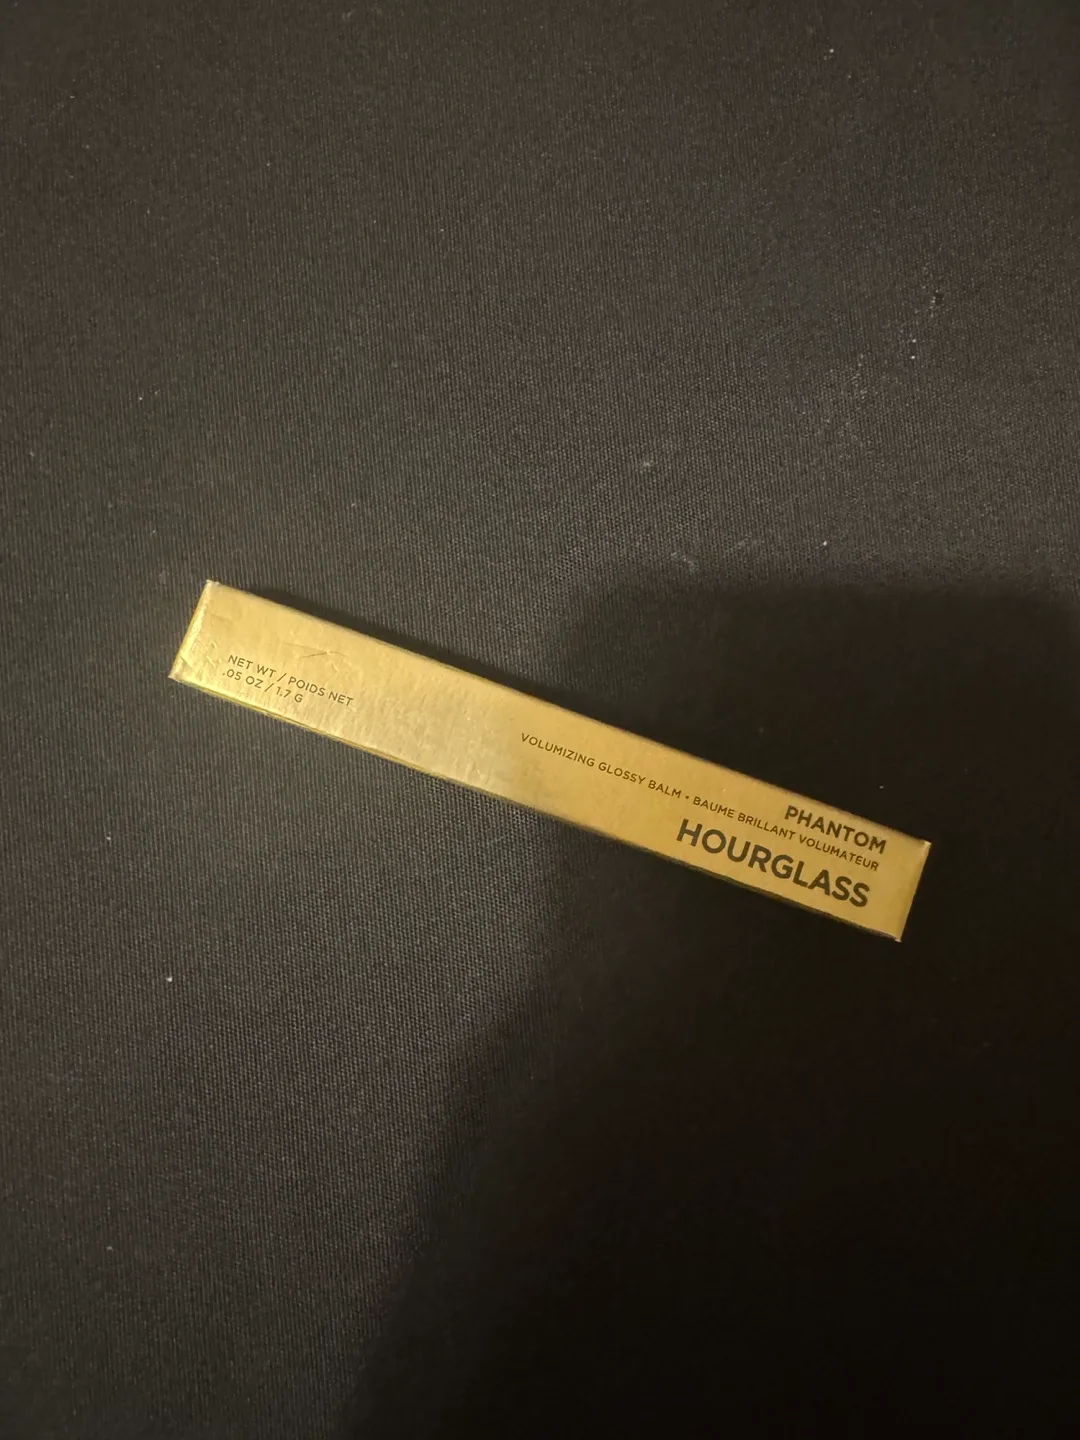 NET WT / POIDS NET
.05 OZ / 1.7 G
PHANTOM
VOLUMIZING GLOSSY BALM • BAUME BRILLANT VOLUMATEUR
HOURGLASS